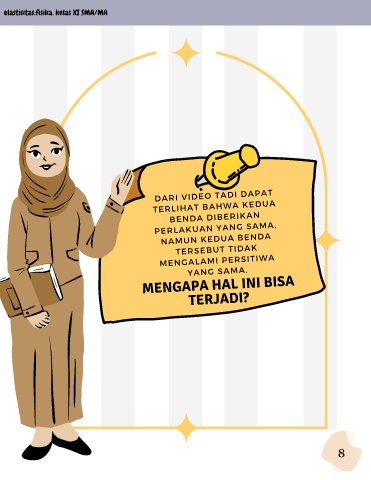 elastisitas.fisika. kelas XI SMA/MA
DARI VIDEO TADI DAPAT
TERLIHAT BAHWA KEDUA
BENDA DIBERIKAN
PERLAKUAN YANG SAMA,
NAMUN KEDUA BENDA
TERSEBUT TIDAK
MENGALAMI PERSITIWA
YANG SAMA.
MENGAPA HAL INI BISA
TERJADI?
8